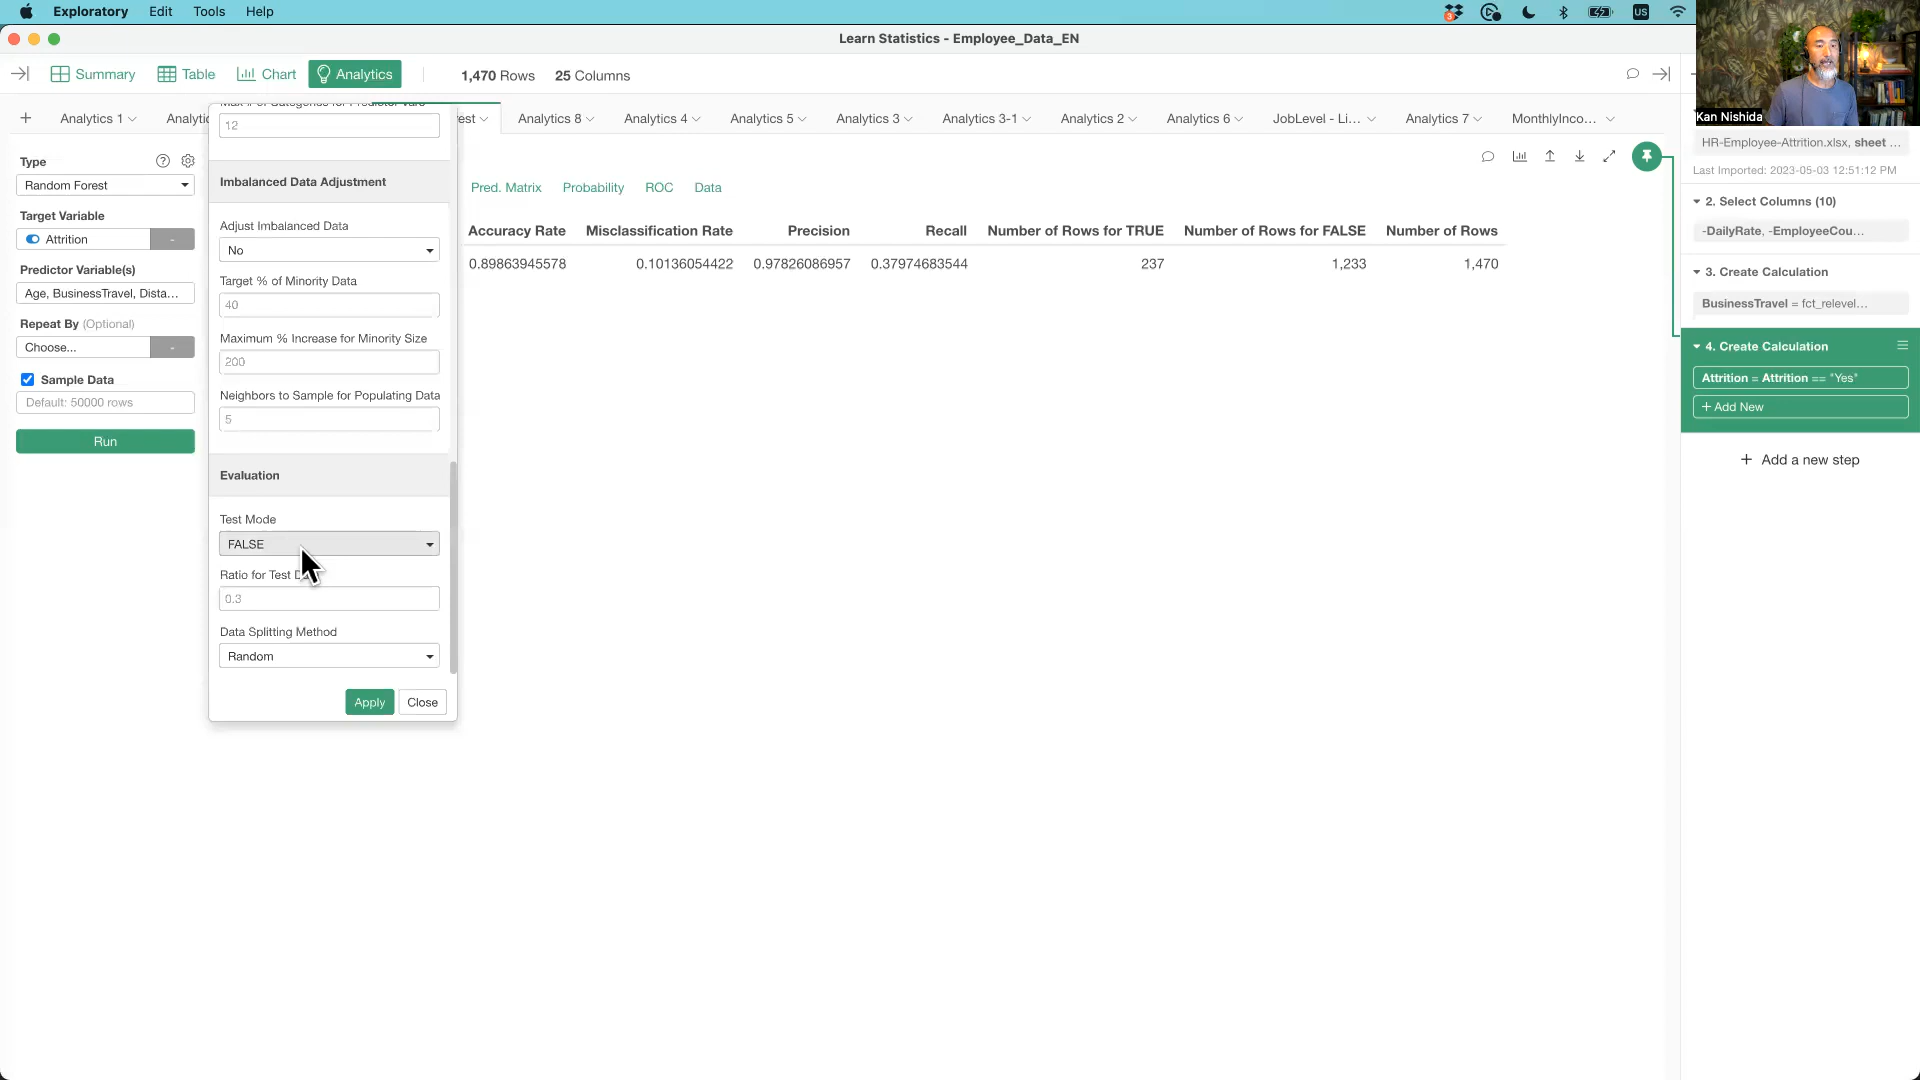 Exploratory Edit Tools Help
3
US
Learn Statistics - Employee_Data_EN
Summary Table Chart Analytics 1,470 Rows 25 Columns
Kan Nishida
Analytics 1 Analytic est Analytics 8 Analytics 4 Analytics 5 Analytics 3 Analytics 3-1 Analytics 2 Analytics 6 JobLevel - Li... Analytics 7 MonthlyInco...
Type
Random Forest
Target Variable
Attrition -
Predictor Variable(s)
Age, BusinessTravel, Dista...
Repeat By (Optional)
Choose... -
Sample Data
Default: 50000 rows
Run
Max # of Categories for Predictor Vars
12
Imbalanced Data Adjustment
Adjust Imbalanced Data
No
Target % of Minority Data
40
Maximum % Increase for Minority Size
200
Neighbors to Sample for Populating Data
5
Evaluation
Test Mode
FALSE
Ratio for Test D
0.3
Data Splitting Method
Random
Apply Close
Pred. Matrix Probability ROC Data
Accuracy Rate Misclassification Rate Precision Recall Number of Rows for TRUE Number of Rows for FALSE Number of Rows
0.89863945578 0.10136054422 0.97826086957 0.37974683544 237 1,233 1,470
HR-Employee-Attrition.xlsx, sheet ...
Last Imported: 2023-05-03 12:51:12 PM
2. Select Columns (10)
-DailyRate, -EmployeeCou...
3. Create Calculation
BusinessTravel = fct_relevel...
4. Create Calculation
Attrition = Attrition == "Yes"
+ Add New
+ Add a new step